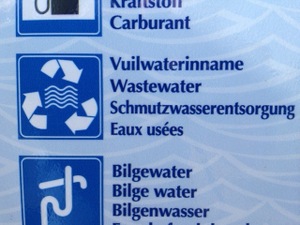 Kraftstoff
Carburant
Vuilwaterinname
Wastewater
Schmutzwasserentsorgung
Eaux usées
Bilgewater
Bilge water
Bilgenwasser